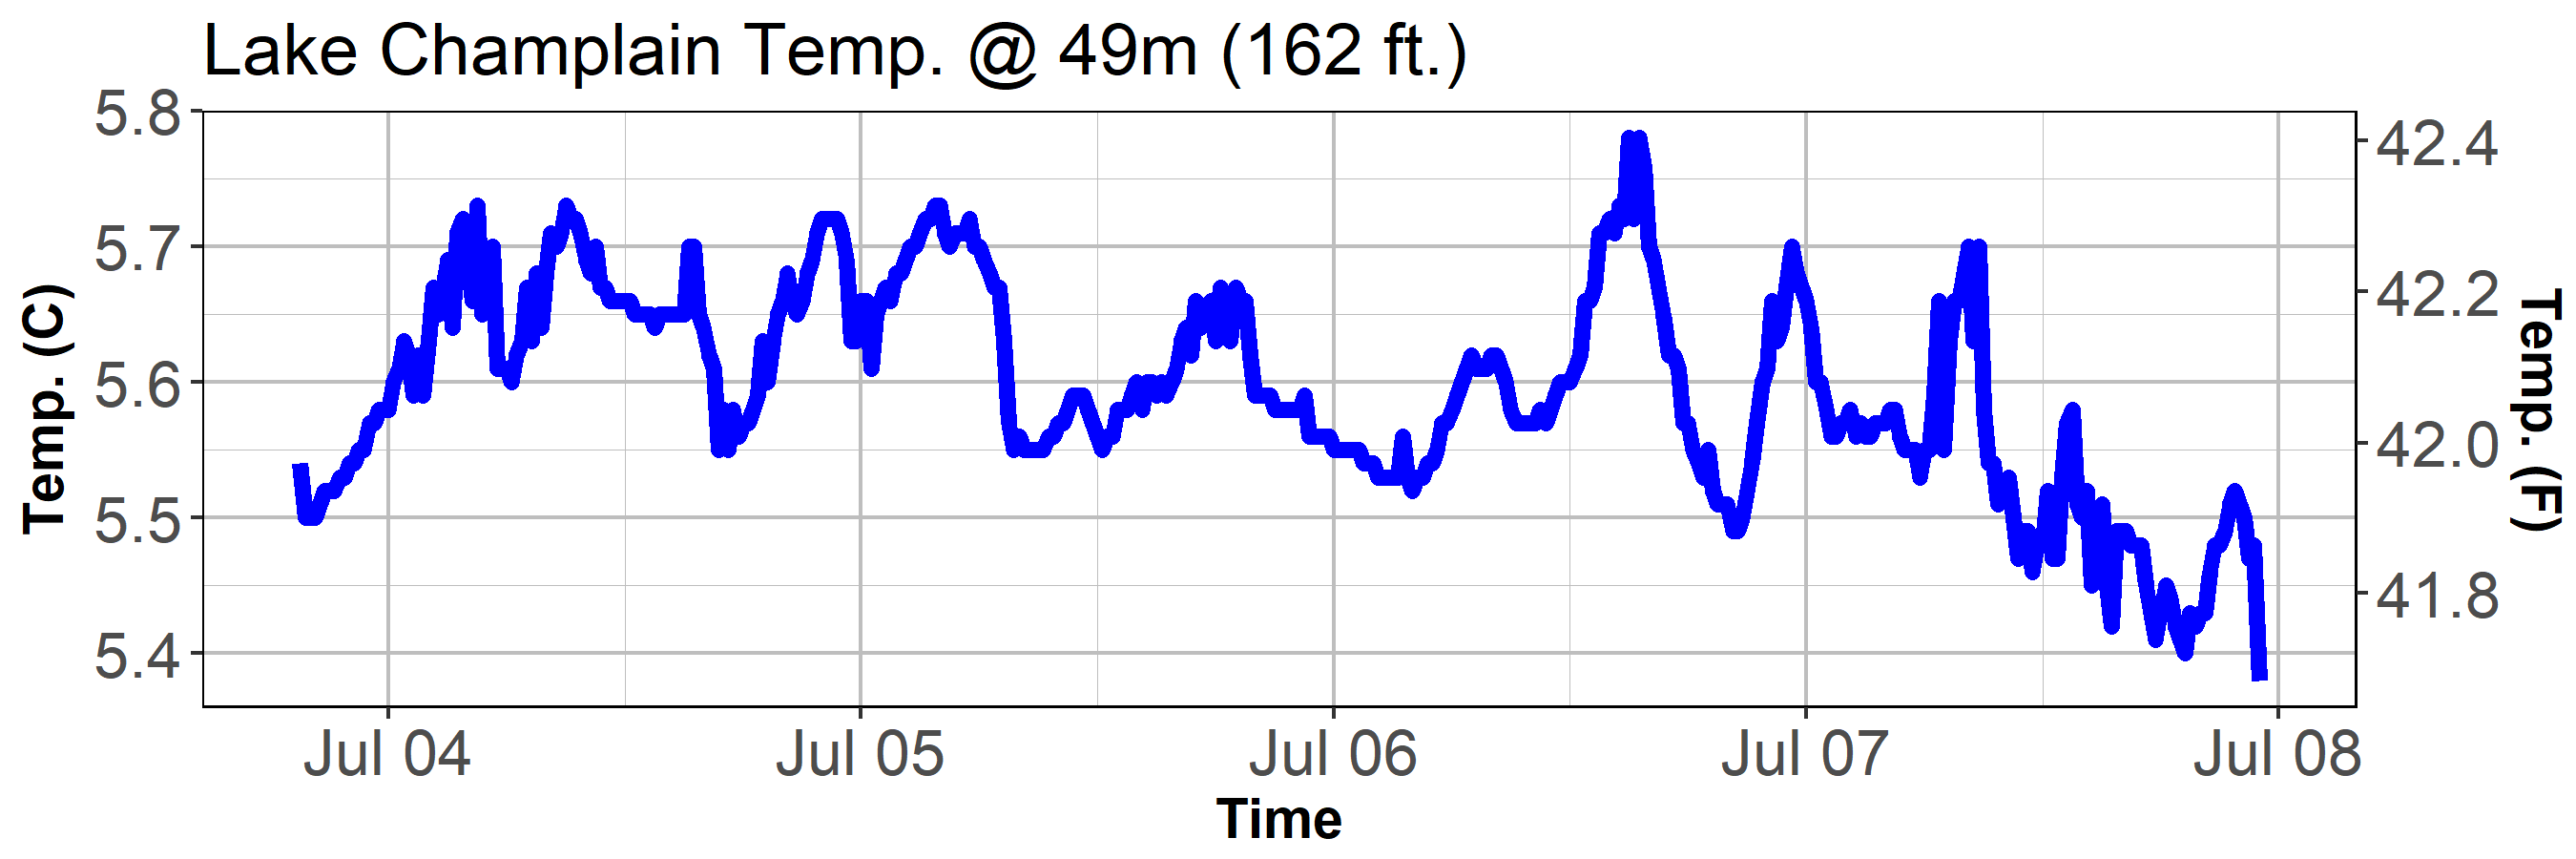 Lake Champlain Temp. @ 49m (162 ft.)
Temp. (C)
5.8
5.7
5.6
5.5
5.4
42.4
42.2
42.0
41.8
Temp. (F)
Jul 04 Jul 05 Jul 06 Jul 07 Jul 08
Time